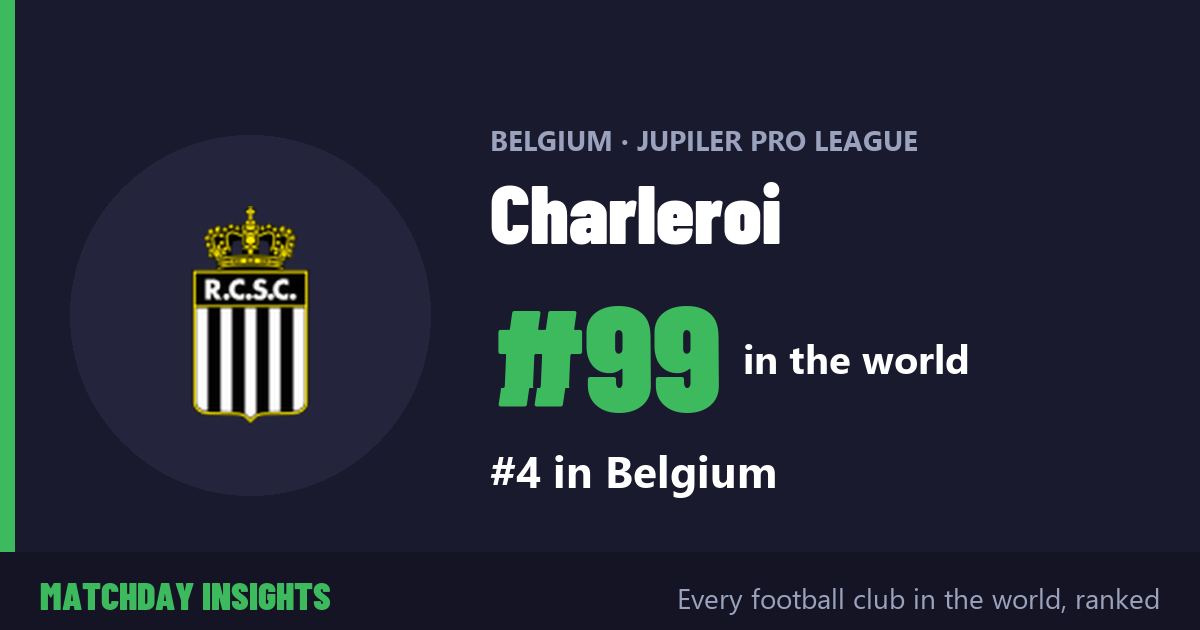 BELGIUM · JUPILER PRO LEAGUE
Charleroi
R.C.S.C.
#99 in the world
#4 in Belgium
MATCHDAY INSIGHTS
Every football club in the world, ranked